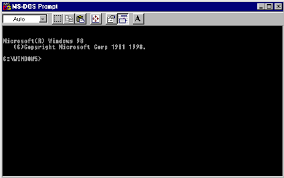 MS-DOS Prompt
Auto
A
Microsoft(R) Windows 98
(C)Copyright Microsoft Corp 1981-1998.
C:\WINDOWS>